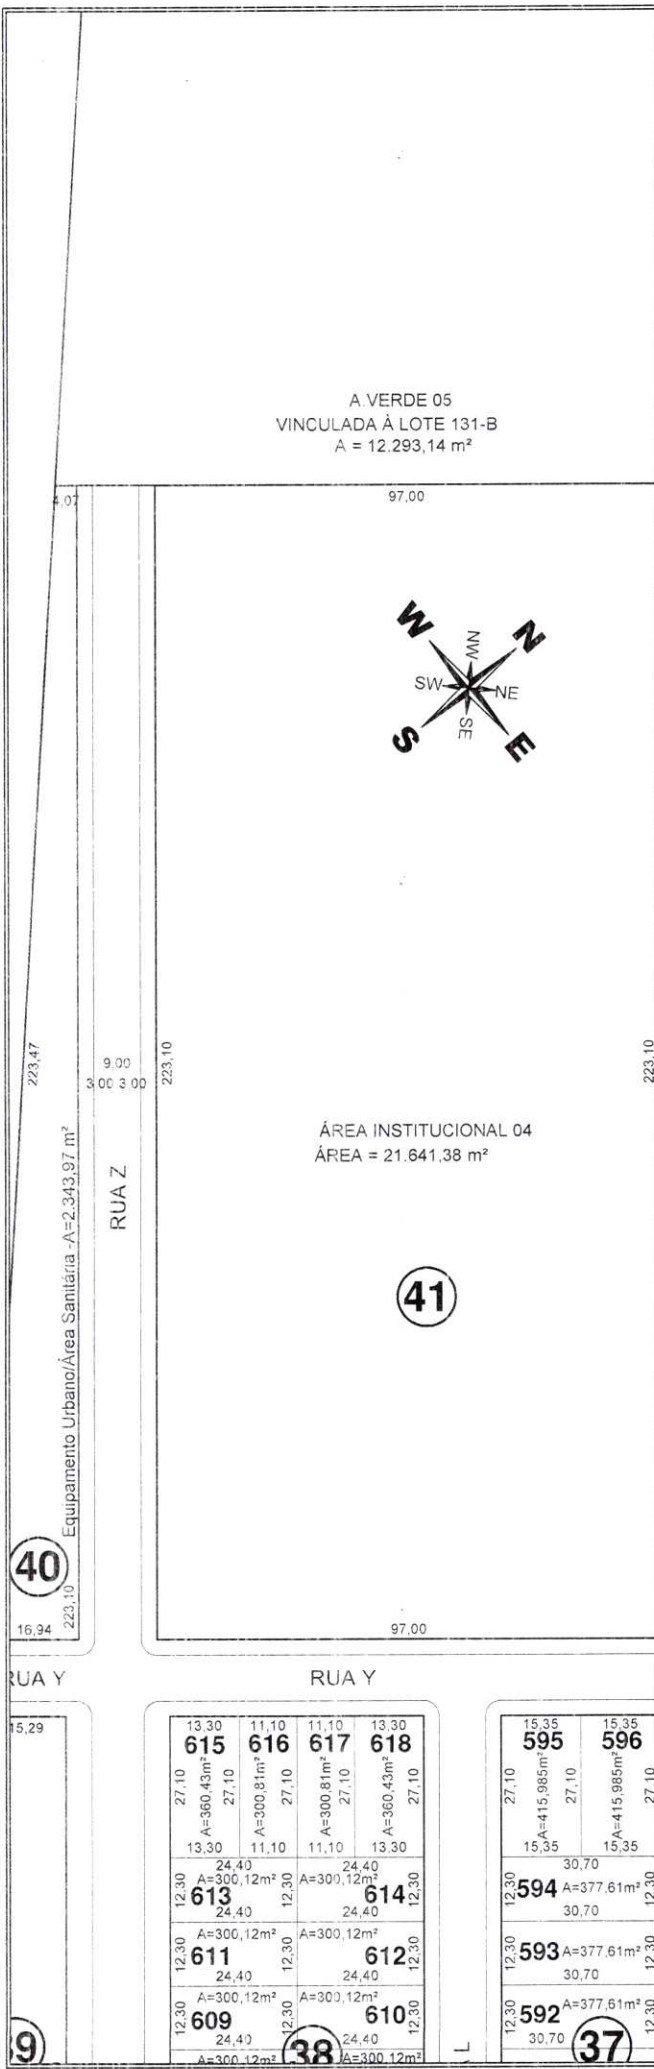 A.VERDE 05
VINCULADA À LOTE 131-B
A = 12.293,14 m²
4,07
97,00
W
N
NW
SW
NE
SE
S
E
223,47
9,00
3,00 3,00
223,10
223,10
ÁREA INSTITUCIONAL 04
ÁREA = 21.641,38 m²
Equipamento Urbano/Área Sanitária -A=2.343,97 m²
RUA Z
41
40
223,10
16,94
97,00
RUA Y
RUA Y
15,29
13,30 11,10 11,10 13,30
615 616 617 618
27,10 A=360,43m² 27,10 A=300,81m² 27,10 A=300,81m² 27,10 A=360,43m² 27,10
13,30 11,10 11,10 13,30
15,35 15,35
595 596
27,10 A=415,985m² 27,10 A=415,985m² 27,10
15,35 15,35
24,40 24,40
A=300,12m² A=300,12m²
12,30 613 12,30 614 12,30
24,40 24,40
30,70
12,30 594 A=377,61m² 12,30
30,70
A=300,12m² A=300,12m²
12,30 611 12,30 612 12,30
24,40 24,40
12,30 593 A=377,61m² 12,30
30,70
A=300,12m² A=300,12m²
12,30 609 12,30 610 12,30
24,40 24,40
12,30 592 A=377,61m² 12,30
30,70
39
38
37
A=300,12m² A=300,12m²
L